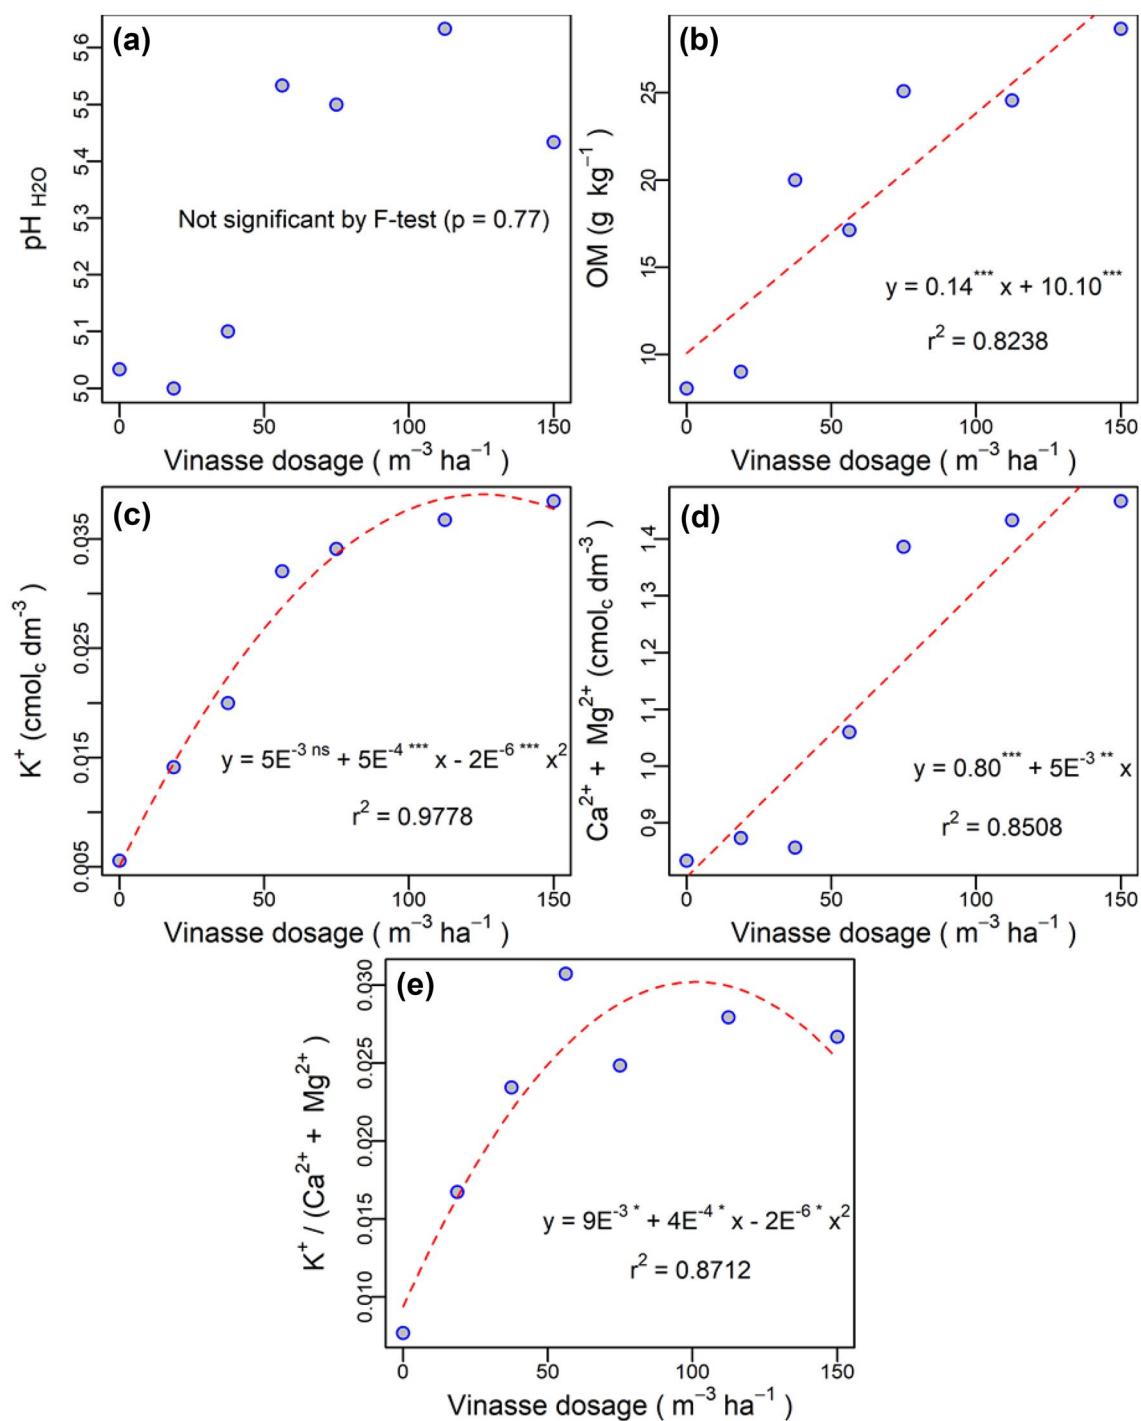 (a)
pH H2O
5.6
5.5
5.4
5.3
5.2
5.1
5.0
Not significant by F-test (p = 0.77)
0 50 100 150
Vinasse dosage ( m⁻³ ha⁻¹ )
(b)
OM (g kg⁻¹ )
25
20
15
10
y = 0.14*** x + 10.10***
r² = 0.8238
0 50 100 150
Vinasse dosage ( m⁻³ ha⁻¹ )
(c)
K⁺ (cmol_c dm⁻³ )
0.035
0.025
0.015
0.005
y = 5E⁻³ ⁿˢ + 5E⁻⁴ *** x - 2E⁻⁶ *** x²
r² = 0.9778
0 50 100 150
Vinasse dosage ( m⁻³ ha⁻¹ )
(d)
Ca²⁺ + Mg²⁺ (cmol_c dm⁻³ )
1.4
1.3
1.2
1.1
1.0
0.9
y = 0.80*** + 5E⁻³ ** x
r² = 0.8508
0 50 100 150
Vinasse dosage ( m⁻³ ha⁻¹ )
(e)
K⁺ / (Ca²⁺ + Mg²⁺ )
0.030
0.025
0.020
0.015
0.010
y = 9E⁻³ * + 4E⁻⁴ * x - 2E⁻⁶ * x²
r² = 0.8712
0 50 100 150
Vinasse dosage ( m⁻³ ha⁻¹ )